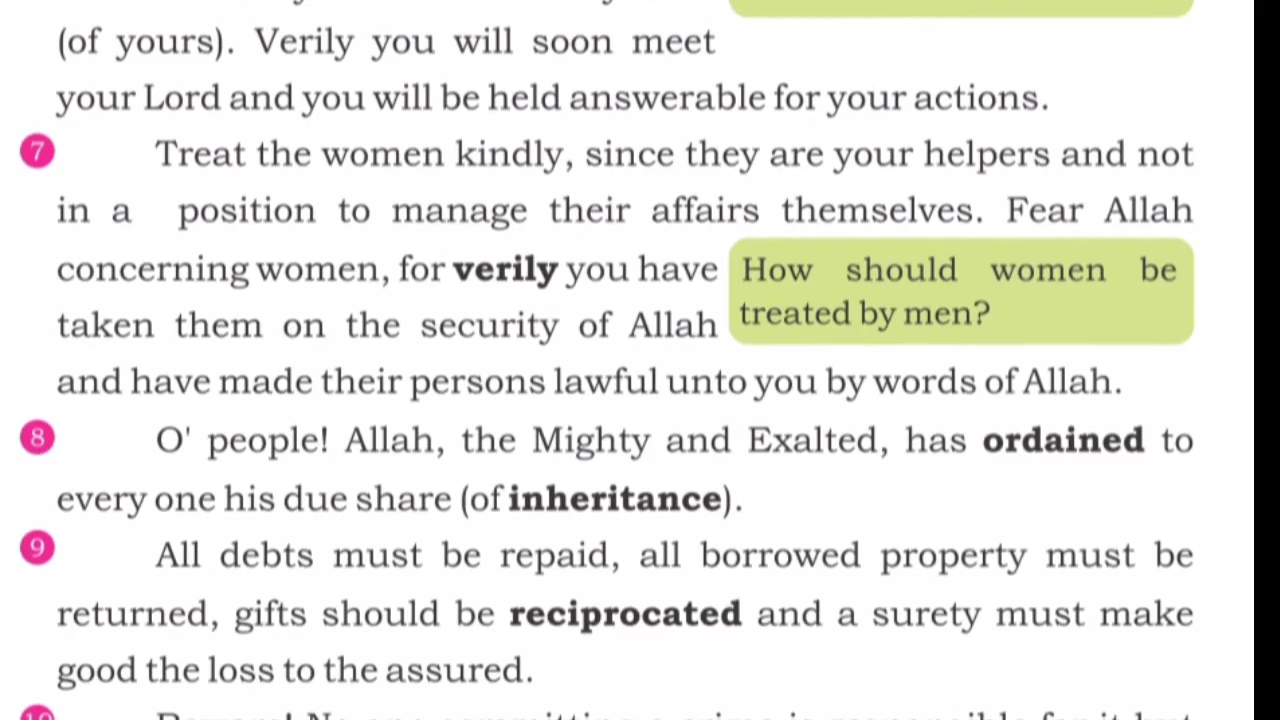 (of yours). Verily you will soon meet
your Lord and you will be held answerable for your actions.
7 Treat the women kindly, since they are your helpers and not
in a position to manage their affairs themselves. Fear Allah
concerning women, for verily you have
taken them on the security of Allah
How should women be
treated by men?
and have made their persons lawful unto you by words of Allah.
8 O' people! Allah, the Mighty and Exalted, has ordained to
every one his due share (of inheritance).
9 All debts must be repaid, all borrowed property must be
returned, gifts should be reciprocated and a surety must make
good the loss to the assured.
10